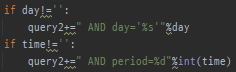 if day!='':
query2+=" AND day='%s'"%day
if time!='':
query2+=" AND period=%d"%int(time)